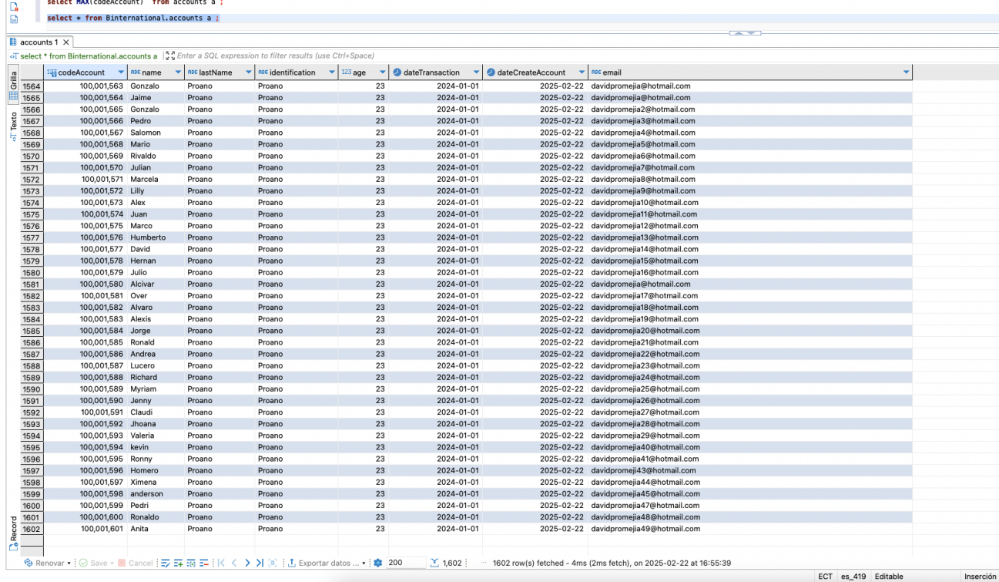 select MAX(codeAccount)  from accounts a ;
select * from Binternational.accounts a ;
accounts 1
select * from Binternational.accounts a Enter a SQL expression to filter results (use Ctrl+Space)
Grilla
Texto
Record
123 codeAccount ABC name ABC lastName ABC identification 123 age dateTransaction dateCreateAccount ABC email
1564 100,001,563 Gonzalo Proano Proano 23 2024-01-01 2025-02-22 davidpromejia@hotmail.com
1565 100,001,564 Jaime Proano Proano 23 2024-01-01 2025-02-22 davidpromejia@hotmail.com
1566 100,001,565 Gonzalo Proano Proano 23 2024-01-01 2025-02-22 davidpromejia2@hotmail.com
1567 100,001,566 Pedro Proano Proano 23 2024-01-01 2025-02-22 davidpromejia3@hotmail.com
1568 100,001,567 Salomon Proano Proano 23 2024-01-01 2025-02-22 davidpromejia4@hotmail.com
1569 100,001,568 Mario Proano Proano 23 2024-01-01 2025-02-22 davidpromejia5@hotmail.com
1570 100,001,569 Rivaldo Proano Proano 23 2024-01-01 2025-02-22 davidpromejia6@hotmail.com
1571 100,001,570 Julian Proano Proano 23 2024-01-01 2025-02-22 davidpromejia7@hotmail.com
1572 100,001,571 Marcela Proano Proano 23 2024-01-01 2025-02-22 davidpromejia8@hotmail.com
1573 100,001,572 Lilly Proano Proano 23 2024-01-01 2025-02-22 davidpromejia9@hotmail.com
1574 100,001,573 Alex Proano Proano 23 2024-01-01 2025-02-22 davidpromejia10@hotmail.com
1575 100,001,574 Juan Proano Proano 23 2024-01-01 2025-02-22 davidpromejia11@hotmail.com
1576 100,001,575 Marco Proano Proano 23 2024-01-01 2025-02-22 davidpromejia12@hotmail.com
1577 100,001,576 Humberto Proano Proano 23 2024-01-01 2025-02-22 davidpromejia13@hotmail.com
1578 100,001,577 David Proano Proano 23 2024-01-01 2025-02-22 davidpromejia14@hotmail.com
1579 100,001,578 Hernan Proano Proano 23 2024-01-01 2025-02-22 davidpromejia15@hotmail.com
1580 100,001,579 Julio Proano Proano 23 2024-01-01 2025-02-22 davidpromejia16@hotmail.com
1581 100,001,580 Alcivar Proano Proano 23 2024-01-01 2025-02-22 davidpromejia@hotmail.com
1582 100,001,581 Over Proano Proano 23 2024-01-01 2025-02-22 davidpromejia17@hotmail.com
1583 100,001,582 Alvaro Proano Proano 23 2024-01-01 2025-02-22 davidpromejia18@hotmail.com
1584 100,001,583 Alexis Proano Proano 23 2024-01-01 2025-02-22 davidpromejia19@hotmail.com
1585 100,001,584 Jorge Proano Proano 23 2024-01-01 2025-02-22 davidpromejia20@hotmail.com
1586 100,001,585 Ronald Proano Proano 23 2024-01-01 2025-02-22 davidpromejia21@hotmail.com
1587 100,001,586 Andrea Proano Proano 23 2024-01-01 2025-02-22 davidpromejia22@hotmail.com
1588 100,001,587 Lucero Proano Proano 23 2024-01-01 2025-02-22 davidpromejia23@hotmail.com
1589 100,001,588 Richard Proano Proano 23 2024-01-01 2025-02-22 davidpromejia24@hotmail.com
1590 100,001,589 Myriam Proano Proano 23 2024-01-01 2025-02-22 davidpromejia25@hotmail.com
1591 100,001,590 Jenny Proano Proano 23 2024-01-01 2025-02-22 davidpromejia26@hotmail.com
1592 100,001,591 Claudi Proano Proano 23 2024-01-01 2025-02-22 davidpromejia27@hotmail.com
1593 100,001,592 Jhoana Proano Proano 23 2024-01-01 2025-02-22 davidpromejia28@hotmail.com
1594 100,001,593 Valeria Proano Proano 23 2024-01-01 2025-02-22 davidpromejia29@hotmail.com
1595 100,001,594 kevin Proano Proano 23 2024-01-01 2025-02-22 davidpromejia40@hotmail.com
1596 100,001,595 Ronny Proano Proano 23 2024-01-01 2025-02-22 davidpromejia41@hotmail.com
1597 100,001,596 Homero Proano Proano 23 2024-01-01 2025-02-22 davidpromeji43@hotmail.com
1598 100,001,597 Ximena Proano Proano 23 2024-01-01 2025-02-22 davidpromejia44@hotmail.com
1599 100,001,598 anderson Proano Proano 23 2024-01-01 2025-02-22 davidpromejia45@hotmail.com
1600 100,001,599 Pedri Proano Proano 23 2024-01-01 2025-02-22 davidpromejia47@hotmail.com
1601 100,001,600 Ronaldo Proano Proano 23 2024-01-01 2025-02-22 davidpromejia48@hotmail.com
1602 100,001,601 Anita Proano Proano 23 2024-01-01 2025-02-22 davidpromejia49@hotmail.com
Renovar Save Cancel Exportar datos ... 200 1,602 ... 1602 row(s) fetched - 4ms (2ms fetch), on 2025-02-22 at 16:55:39
ECT es_419 Editable Inserción